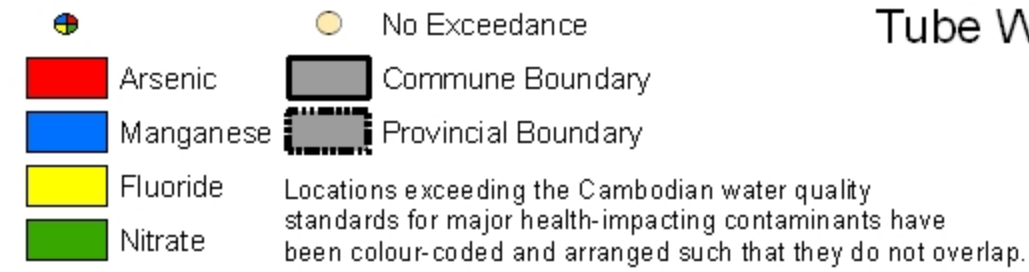 No Exceedance
Tube W
Arsenic
Commune Boundary
Manganese
Provincial Boundary
Fluoride
Nitrate
Locations exceeding the Cambodian water quality
standards for major health-impacting contaminants have
been colour-coded and arranged such that they do not overlap.